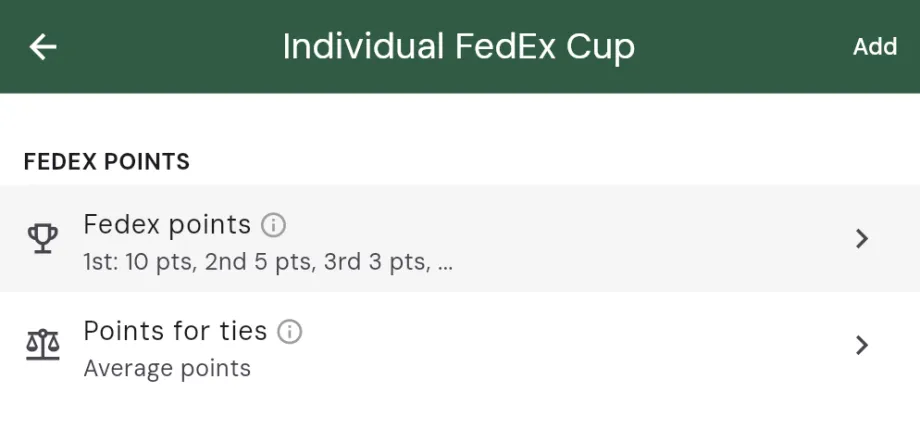 Individual FedEx Cup
Add
FEDEX POINTS
Fedex points
1st: 10 pts, 2nd 5 pts, 3rd 3 pts, ...
Points for ties
Average points